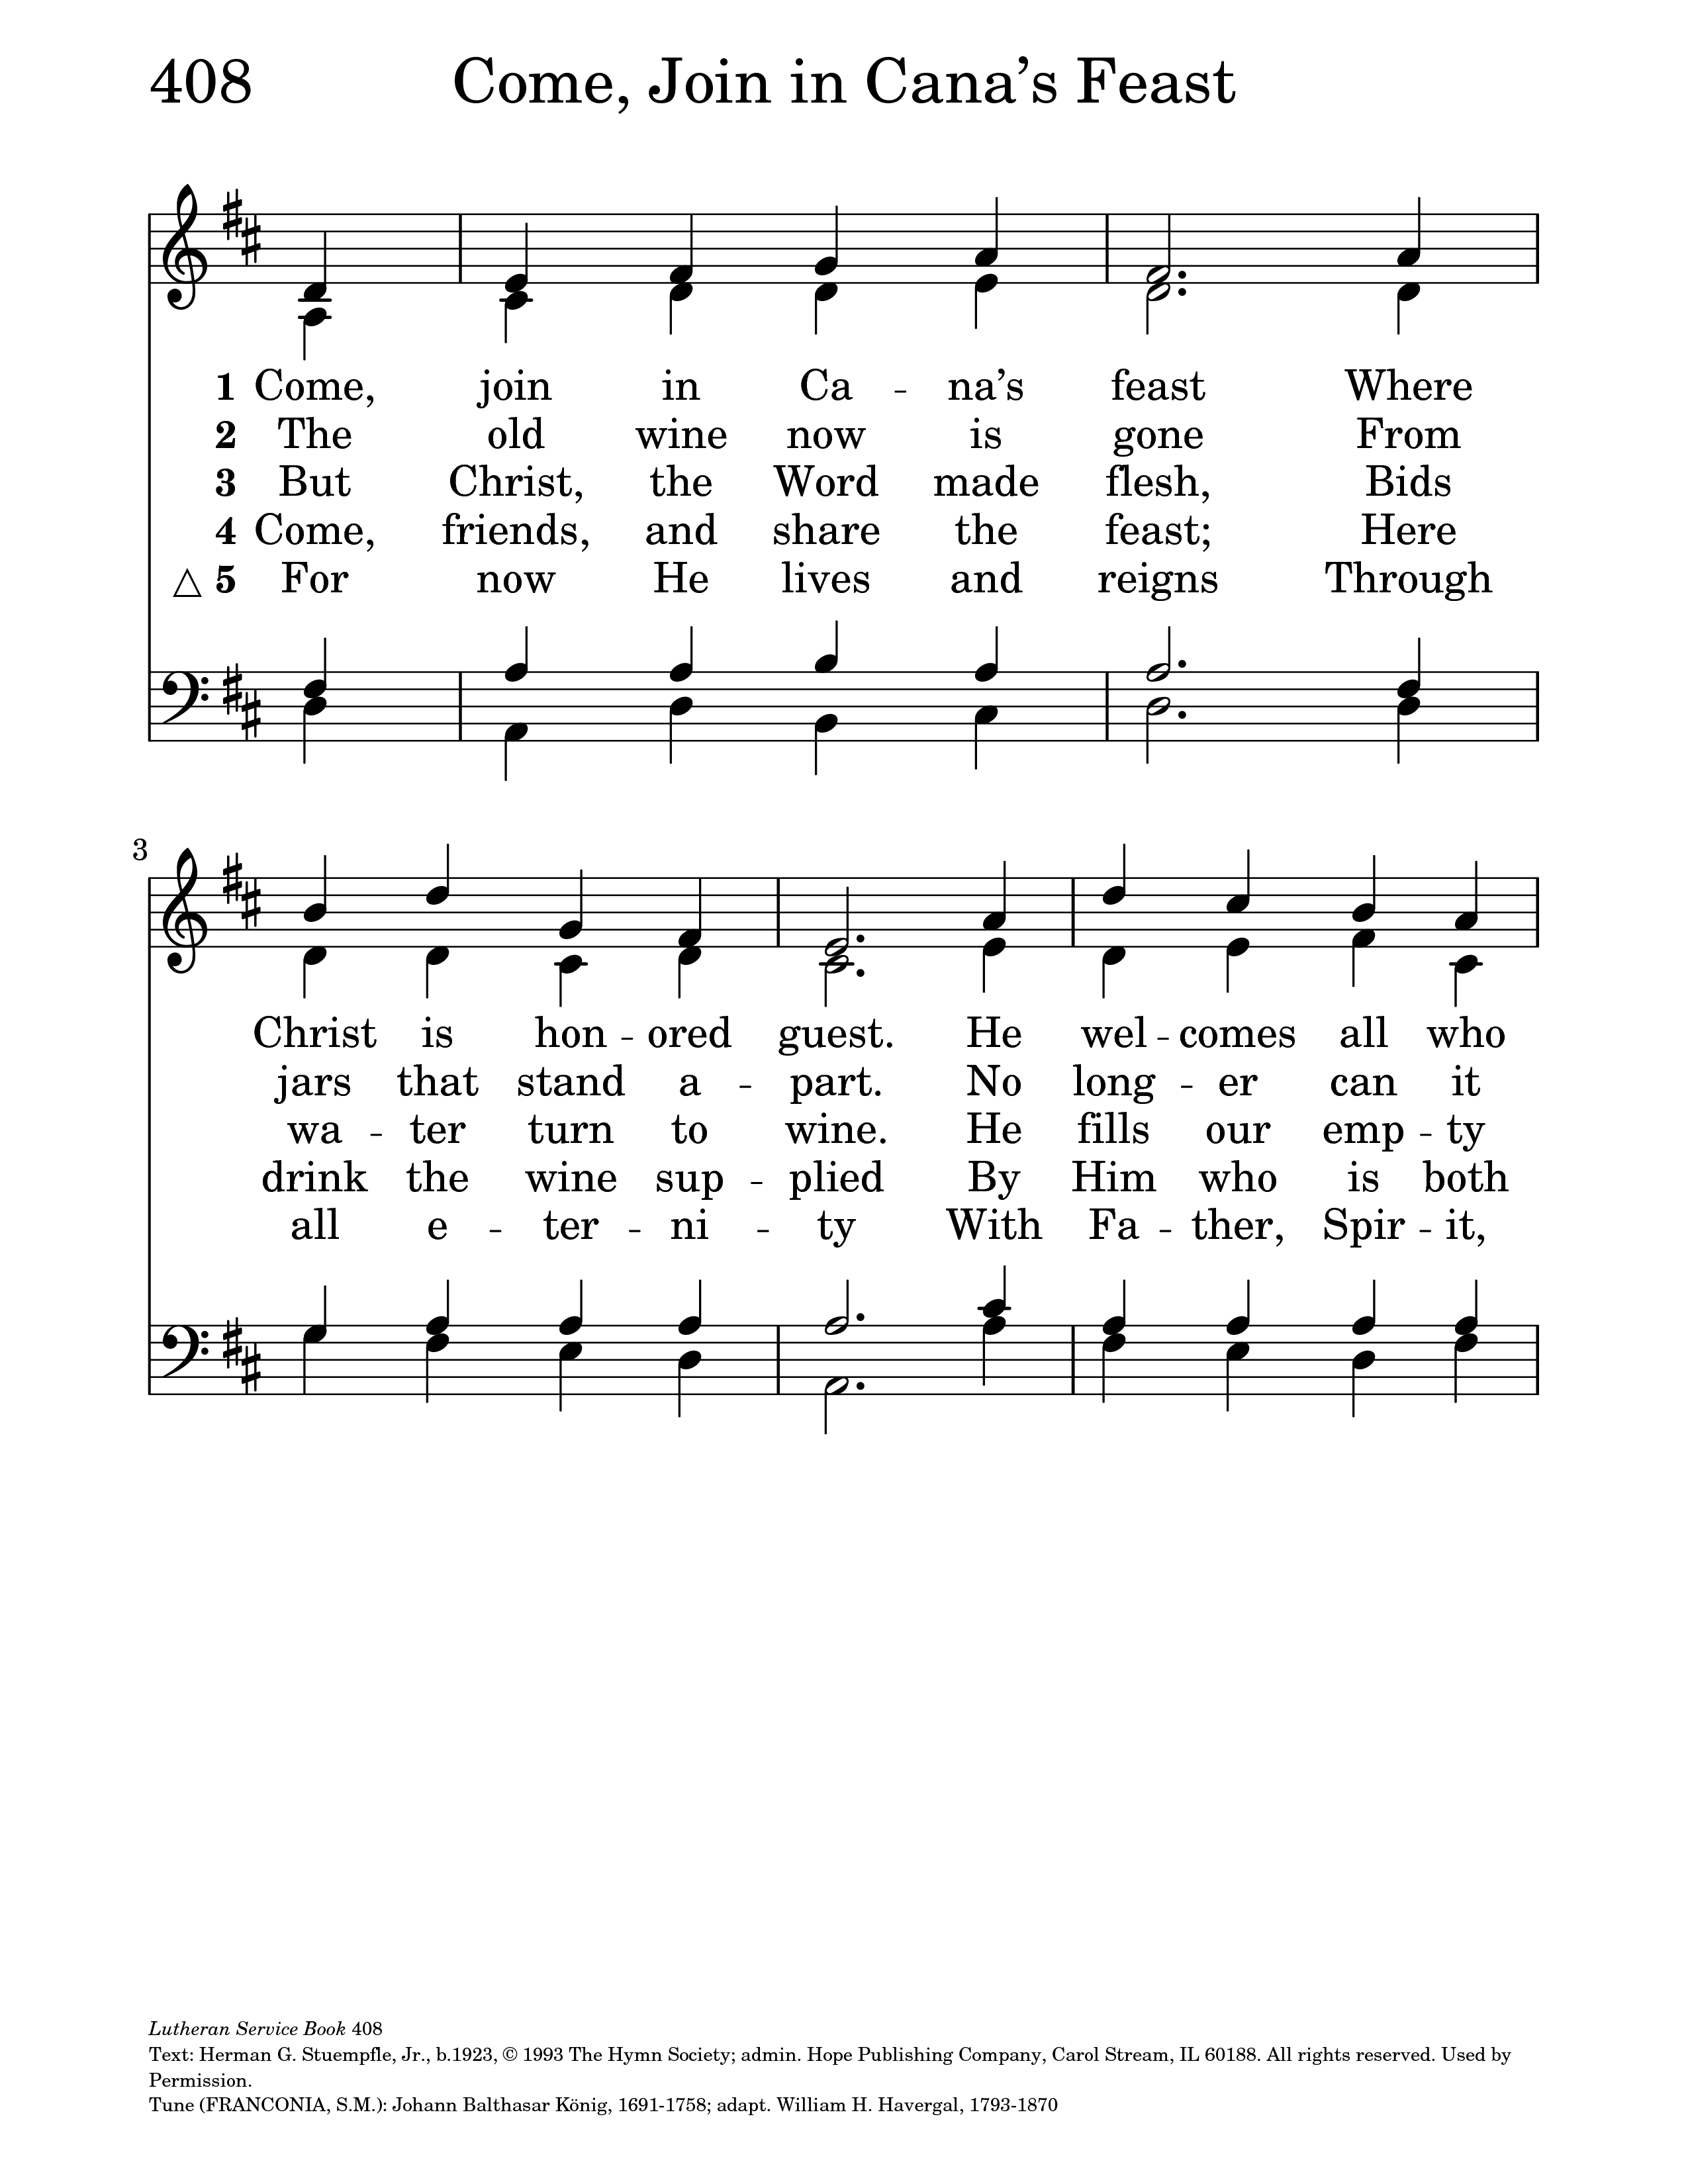 408 Come, Join in Cana’s Feast
1 Come, join in Ca - na’s feast Where
2 The old wine now is gone From
3 But Christ, the Word made flesh, Bids
4 Come, friends, and share the feast; Here
△ 5 For now He lives and reigns Through
3
Christ is hon - ored guest. He wel - comes all who
jars that stand a - part. No long - er can it
wa - ter turn to wine. He fills our emp - ty
drink the wine sup - plied By Him who is both
all e - ter - ni - ty With Fa - ther, Spir - it,
Lutheran Service Book 408
Text: Herman G. Stuempfle, Jr., b.1923, © 1993 The Hymn Society; admin. Hope Publishing Company, Carol Stream, IL 60188. All rights reserved. Used by
Permission.
Tune (FRANCONIA, S.M.): Johann Balthasar König, 1691-1758; adapt. William H. Havergal, 1793-1870